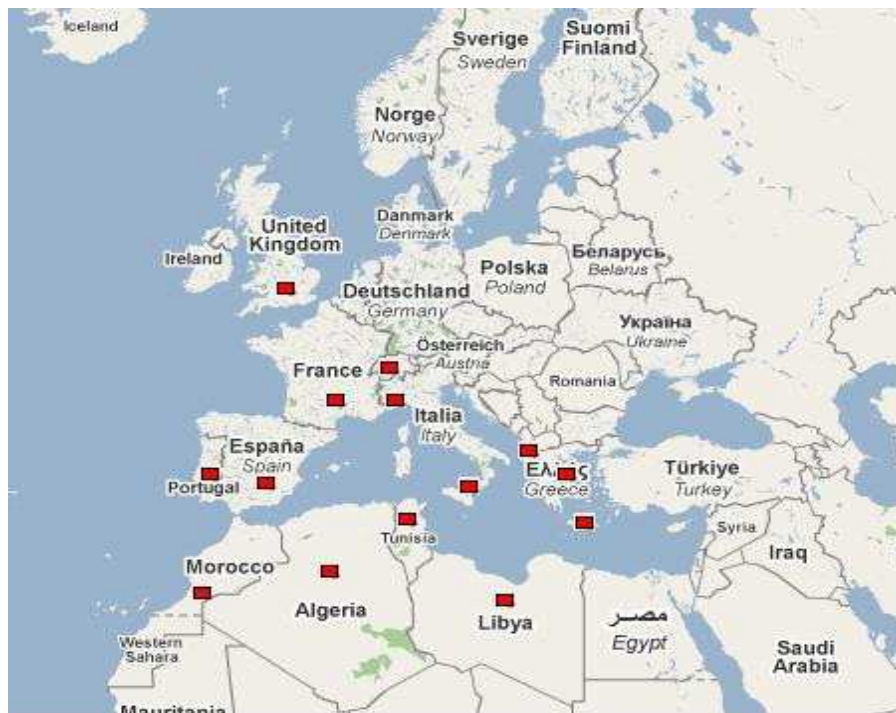 Iceland
Sverige
Sweden
Suomi
Finland
Norge
Norway
United
Kingdom
Ireland
Danmark
Denmark
Беларусь
Belarus
Polska
Poland
Deutschland
Germany
Україна
Ukraine
Österreich
Austria
France
Romania
Italia
Italy
España
Spain
Portugal
Greece
Türkiye
Turkey
Tunisia
Syria
Iraq
Morocco
Algeria
Libya
مصر
Egypt
Western
Sahara
Saudi
Arabia
Mauritania